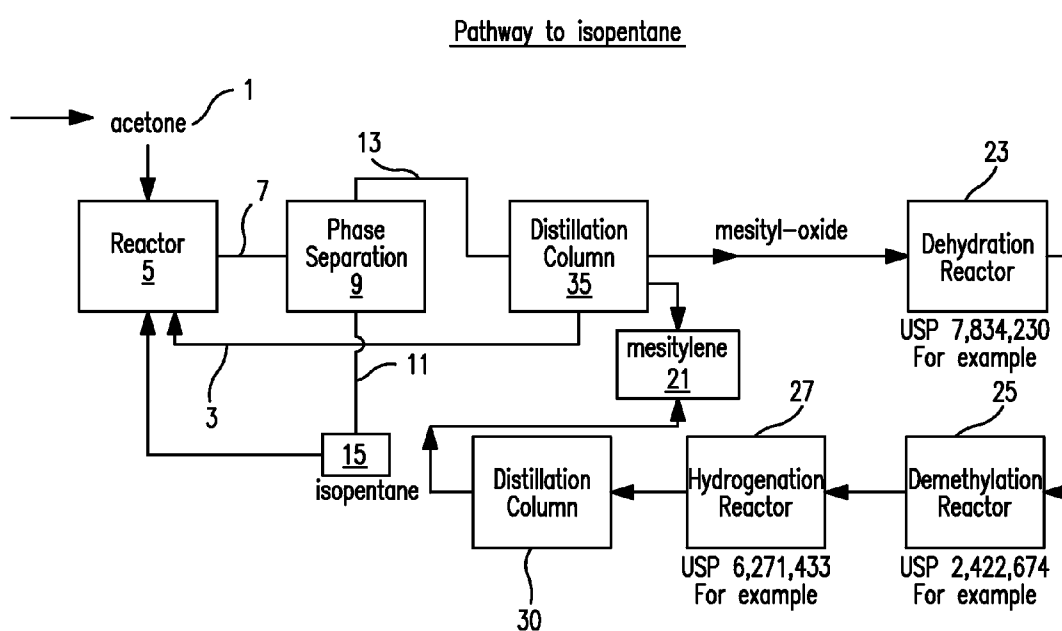 Pathway to isopentane
1
acetone
13
23
7
Reactor
5
Phase
Separation
9
Distillation
Column
35
mesityl-oxide
Dehydration
Reactor
USP 7,834,230
For example
mesitylene
21
3
11
15
isopentane
27
25
Distillation
Column
Hydrogenation
Reactor
Demethylation
Reactor
USP 6,271,433
For example
USP 2,422,674
For example
30